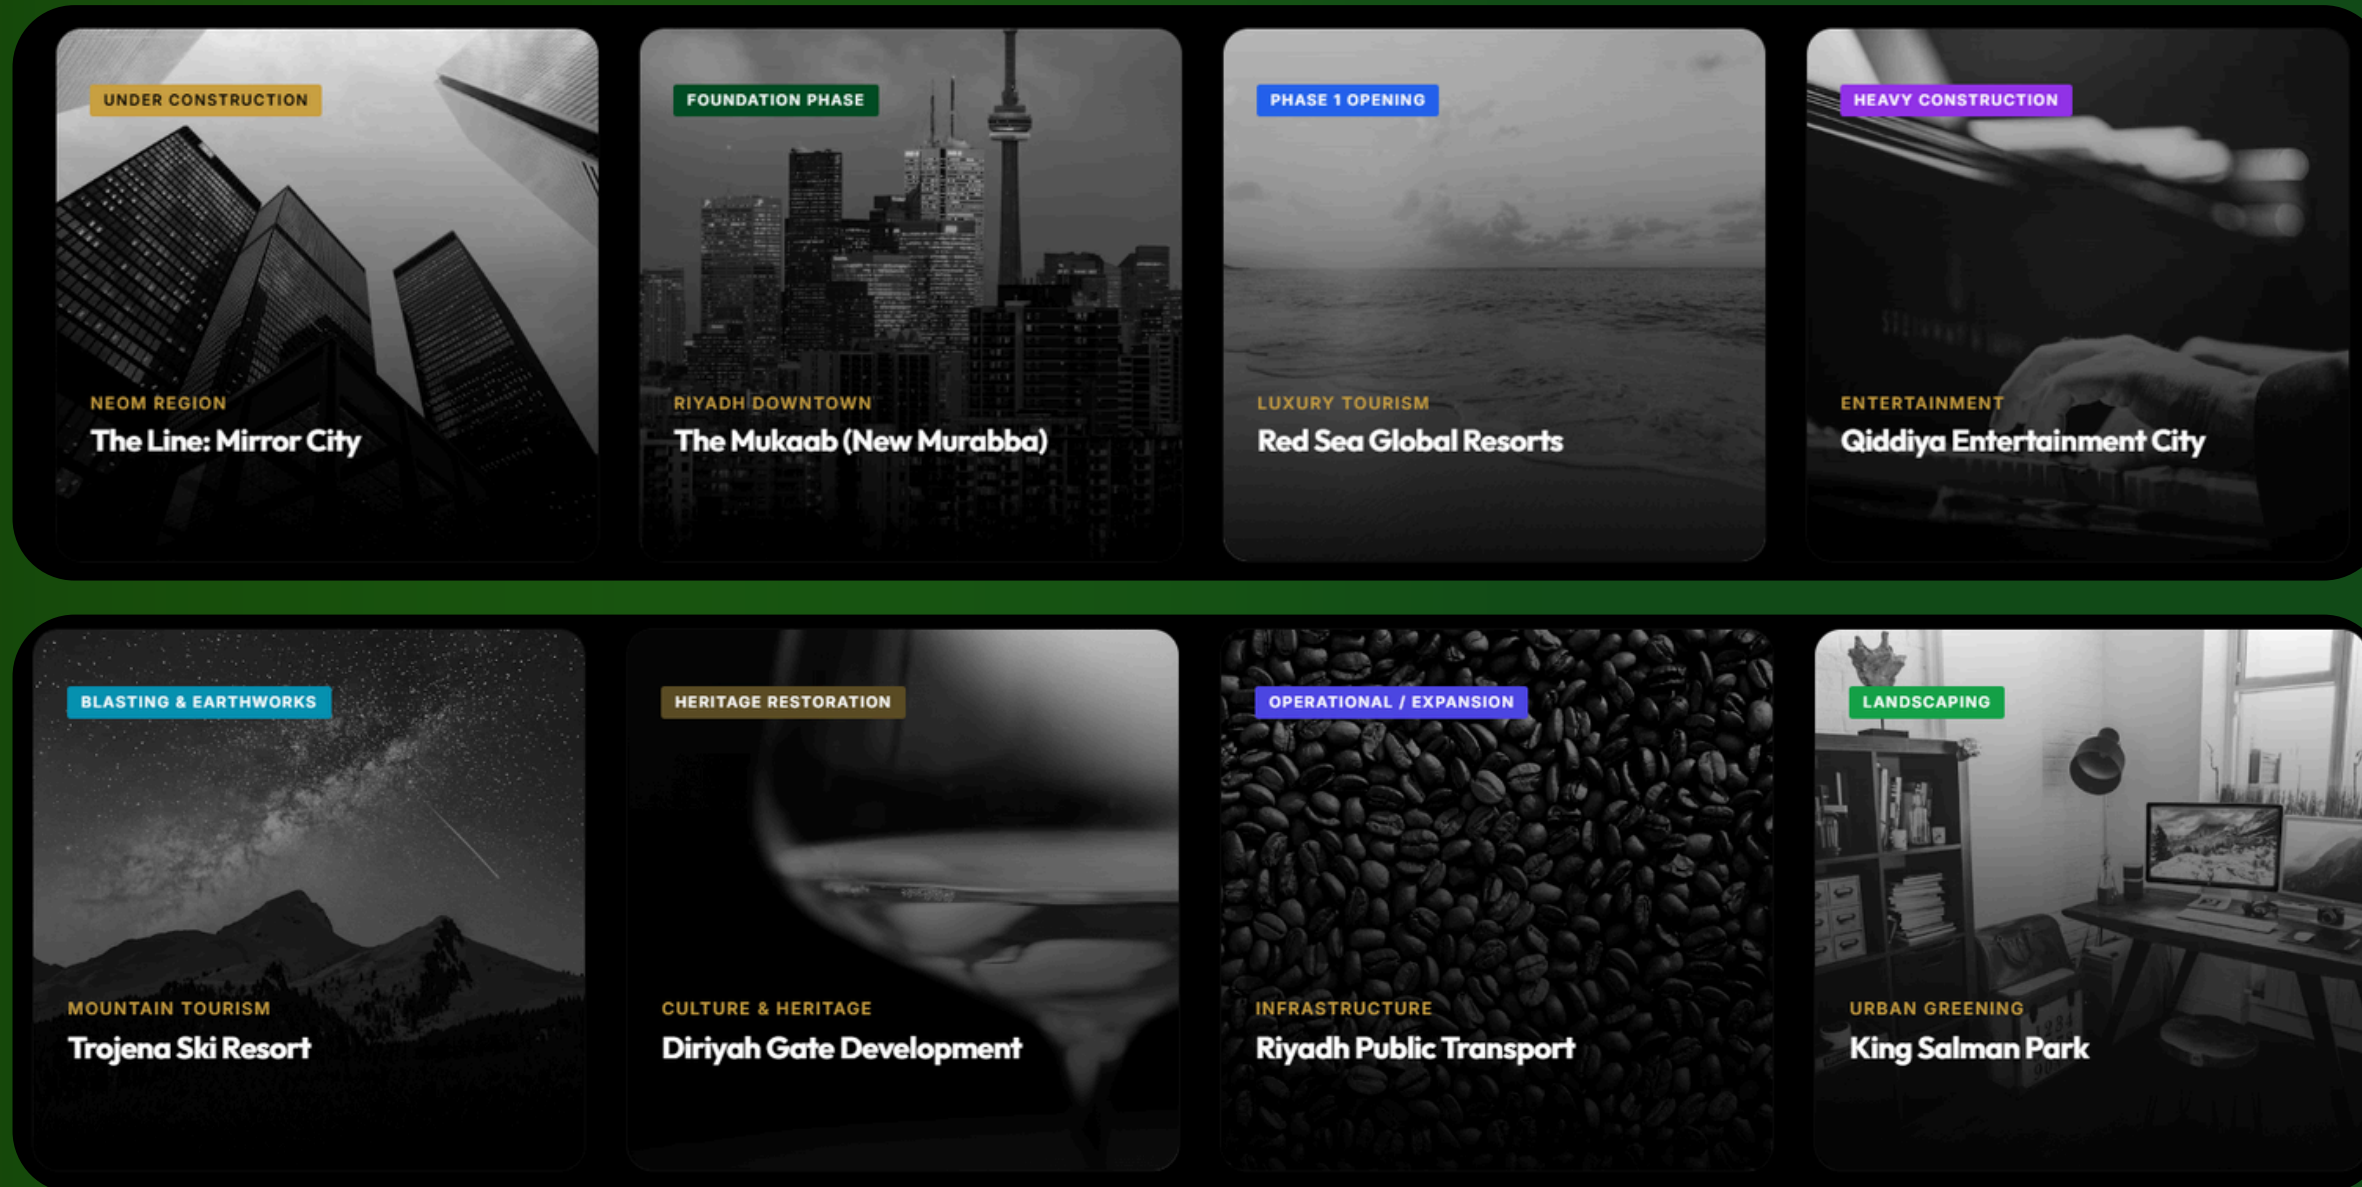 UNDER CONSTRUCTION
NEOM REGION
The Line: Mirror City
FOUNDATION PHASE
RIYADH DOWNTOWN
The Mukaab (New Murabba)
PHASE 1 OPENING
LUXURY TOURISM
Red Sea Global Resorts
HEAVY CONSTRUCTION
ENTERTAINMENT
Qiddiya Entertainment City
BLASTING & EARTHWORKS
MOUNTAIN TOURISM
Trojena Ski Resort
HERITAGE RESTORATION
CULTURE & HERITAGE
Diriyah Gate Development
OPERATIONAL / EXPANSION
INFRASTRUCTURE
Riyadh Public Transport
LANDSCAPING
URBAN GREENING
King Salman Park